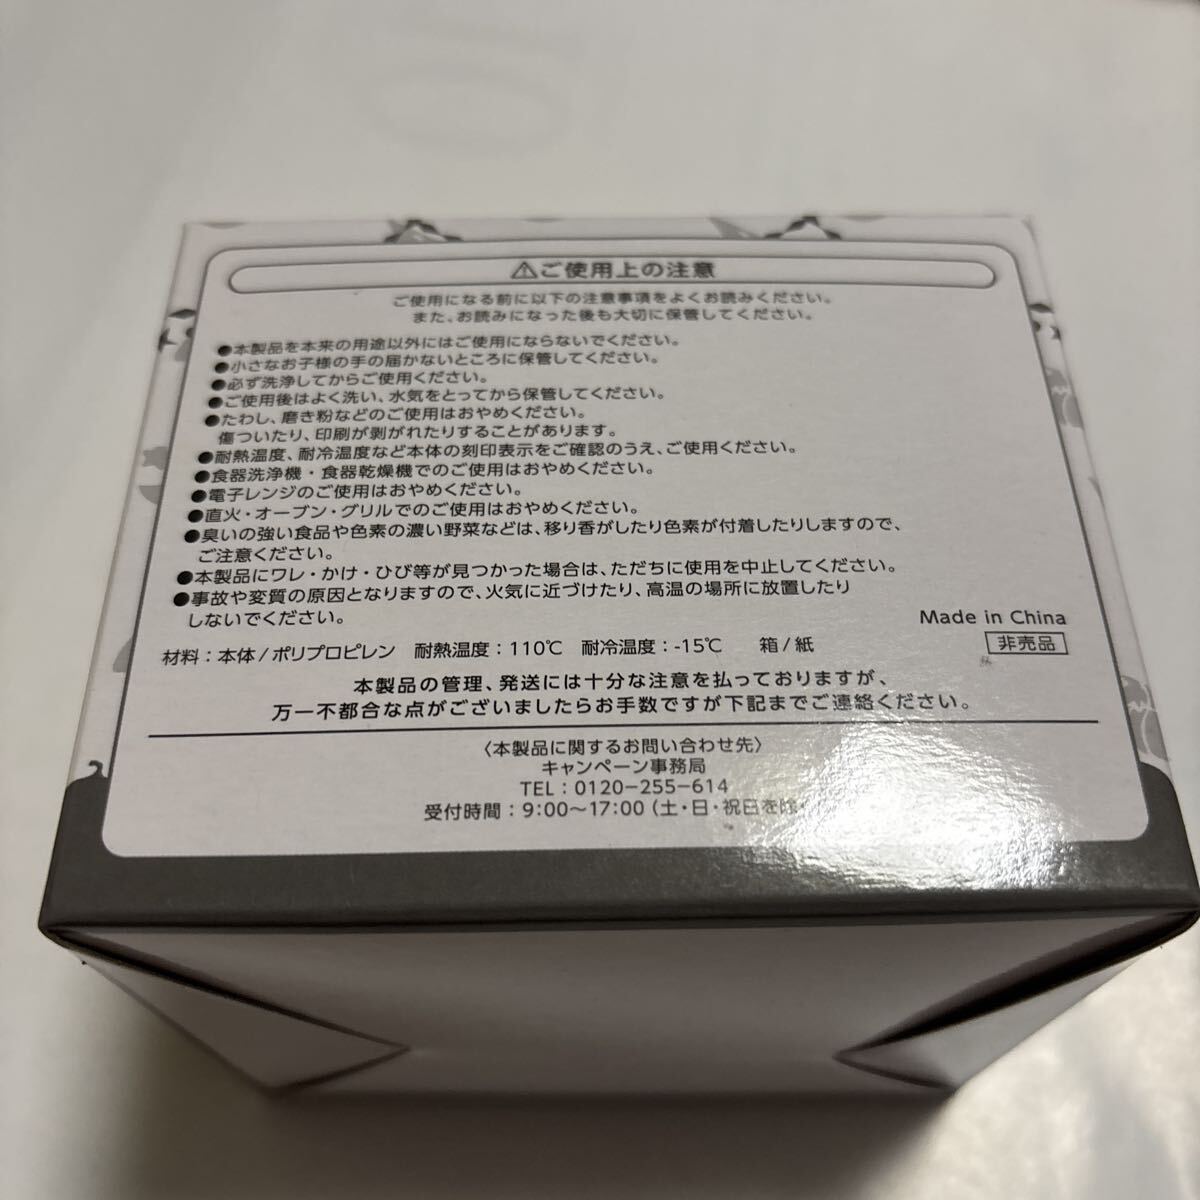 ⚠ご使用上の注意
ご使用になる前に以下の注意事項をよくお読みください。
また、お読みになった後も大切に保管してください。
●本製品を本来の用途以外にはご使用にならないでください。
●小さなお子様の手の届かないところに保管してください。
●必ず洗浄してからご使用ください。
●ご使用後はよく洗い、水気をとってから保管してください。
●たわし、磨き粉などのご使用はおやめください。
傷ついたり、印刷が剥がれたりすることがあります。
●耐熱温度、耐冷温度など本体の刻印表示をご確認のうえ、ご使用ください。
●食器洗浄機・食器乾燥機でのご使用はおやめください。
●電子レンジのご使用はおやめください。
●直火・オーブン・グリルでのご使用はおやめください。
●臭いの強い食品や色素の濃い野菜などは、移り香がしたり色素が付着したりしますので、
ご注意ください。
●本製品にワレ・かけ・ひび等が見つかった場合は、ただちに使用を中止してください。
●事故や変質の原因となりますので、火気に近づけたり、高温の場所に放置したり
しないでください。
Made in China
材料：本体/ポリプロピレン 耐熱温度：110℃ 耐冷温度：-15℃ 箱/紙
非売品
本製品の管理、発送には十分な注意を払っておりますが、
万一不都合な点がございましたらお手数ですが下記までご連絡ください。
〈本製品に関するお問い合わせ先〉
キャンペーン事務局
TEL：0120-255-614
受付時間：9:00～17:00（土・日・祝日を除